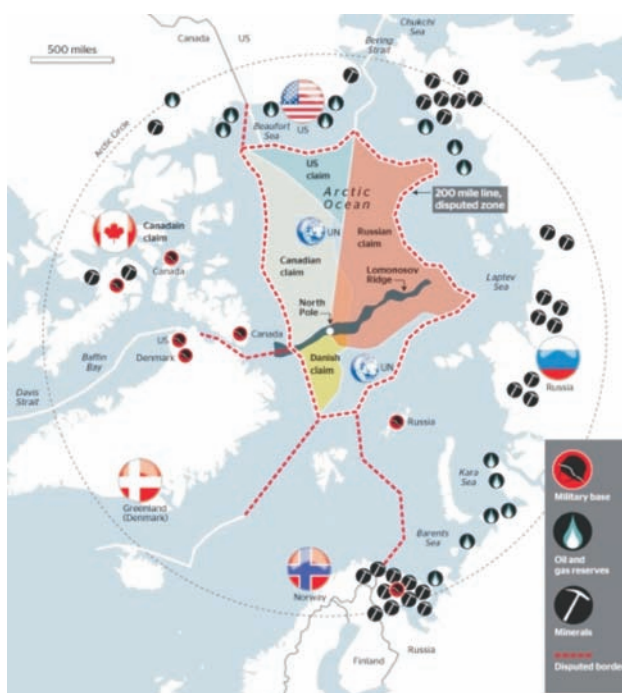 Chukchi
Sea
Canada
US
Bering
Strait
500 miles
Arctic Circle
Beaufort
Sea
US
US
claim
Arctic
Ocean
200 mile line,
disputed zone
Canadain
claim
Canada
UN
Canadian
claim
Russian
claim
Lomonosov
Ridge
Laptev
Sea
North
Pole
US
Canada
Denmark
Baffin
Bay
Danish
claim
UN
Russia
Davis
Strait
Russia
Greenland
(Denmark)
Kara
Sea
Barents
Sea
Military base
Oil and
gas reserves
Norway
Minerals
Finland
Russia
Disputed border